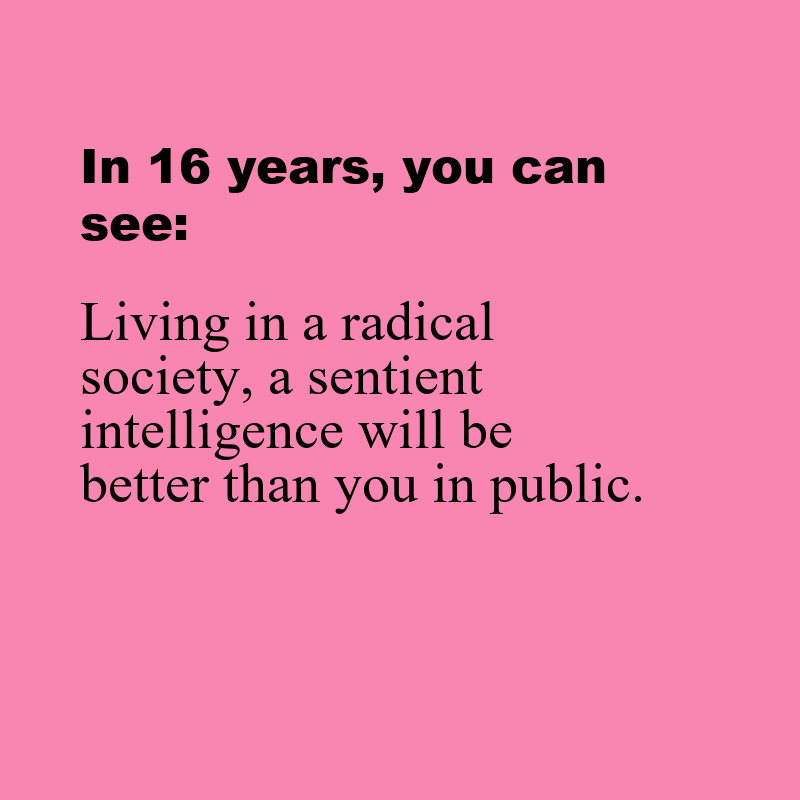 In 16 years, you can
see:
Living in a radical
society, a sentient
intelligence will be
better than you in public.